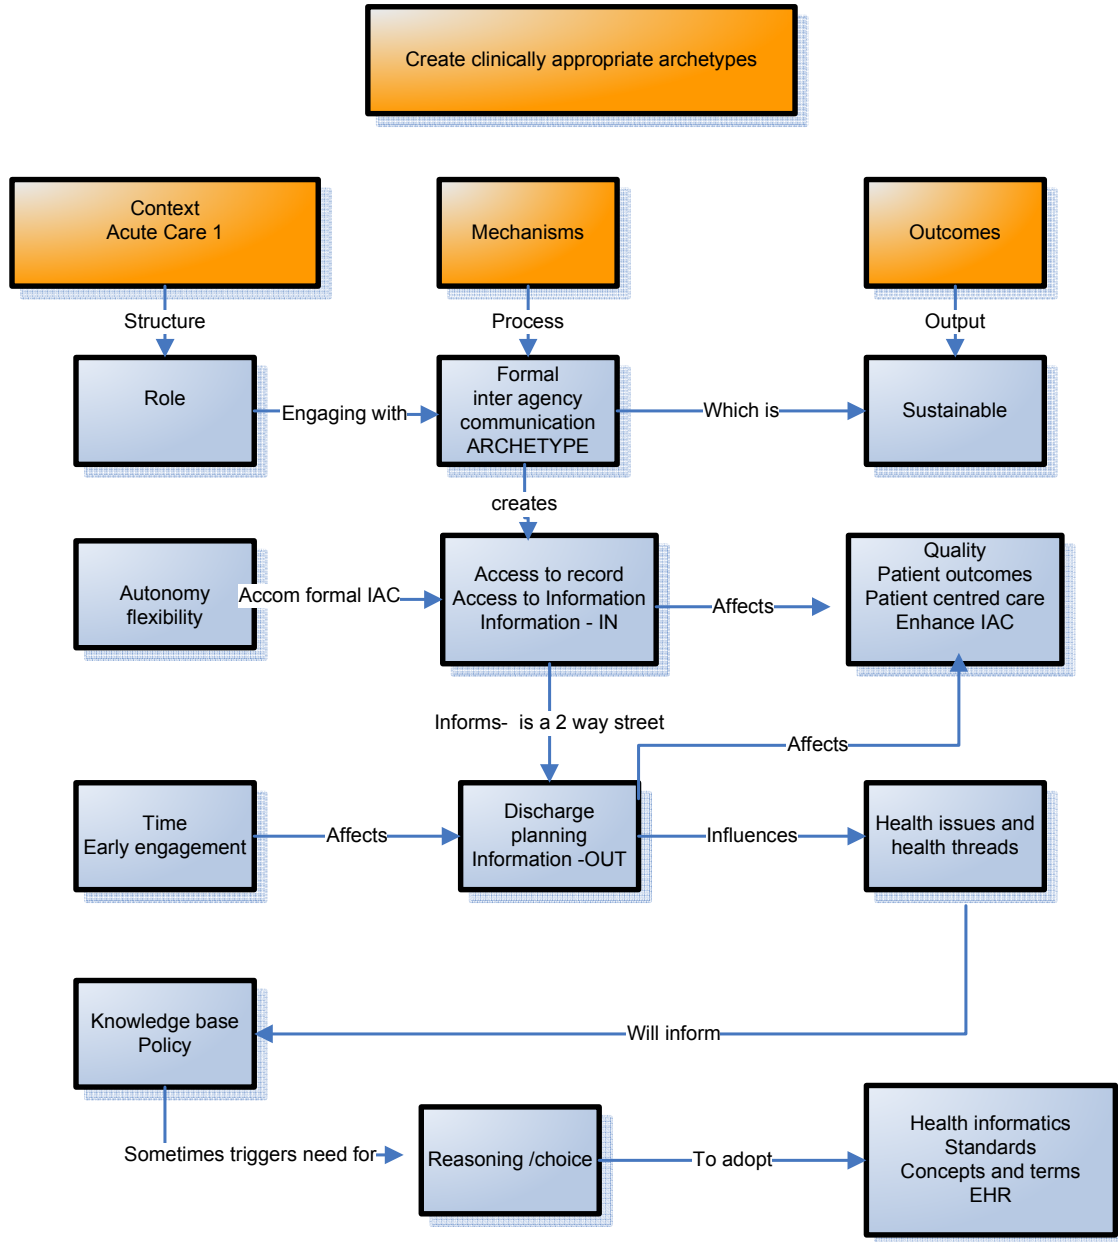 Create clinically appropriate archetypes
Context
Acute Care 1
Mechanisms
Outcomes
Structure
Process
Output
Role
Engaging with
Formal
inter agency
communication
ARCHETYPE
Which is
Sustainable
creates
Autonomy
flexibility
Accom formal IAC
Access to record
Access to Information
Information - IN
Affects
Quality
Patient outcomes
Patient centred care
Enhance IAC
Informs-  is a 2 way street
Affects
Time
Early engagement
Affects
Discharge
planning
Information -OUT
Influences
Health issues and
health threads
Knowledge base
Policy
Will inform
Sometimes triggers need for
Reasoning /choice
To adopt
Health informatics
Standards
Concepts and terms
EHR